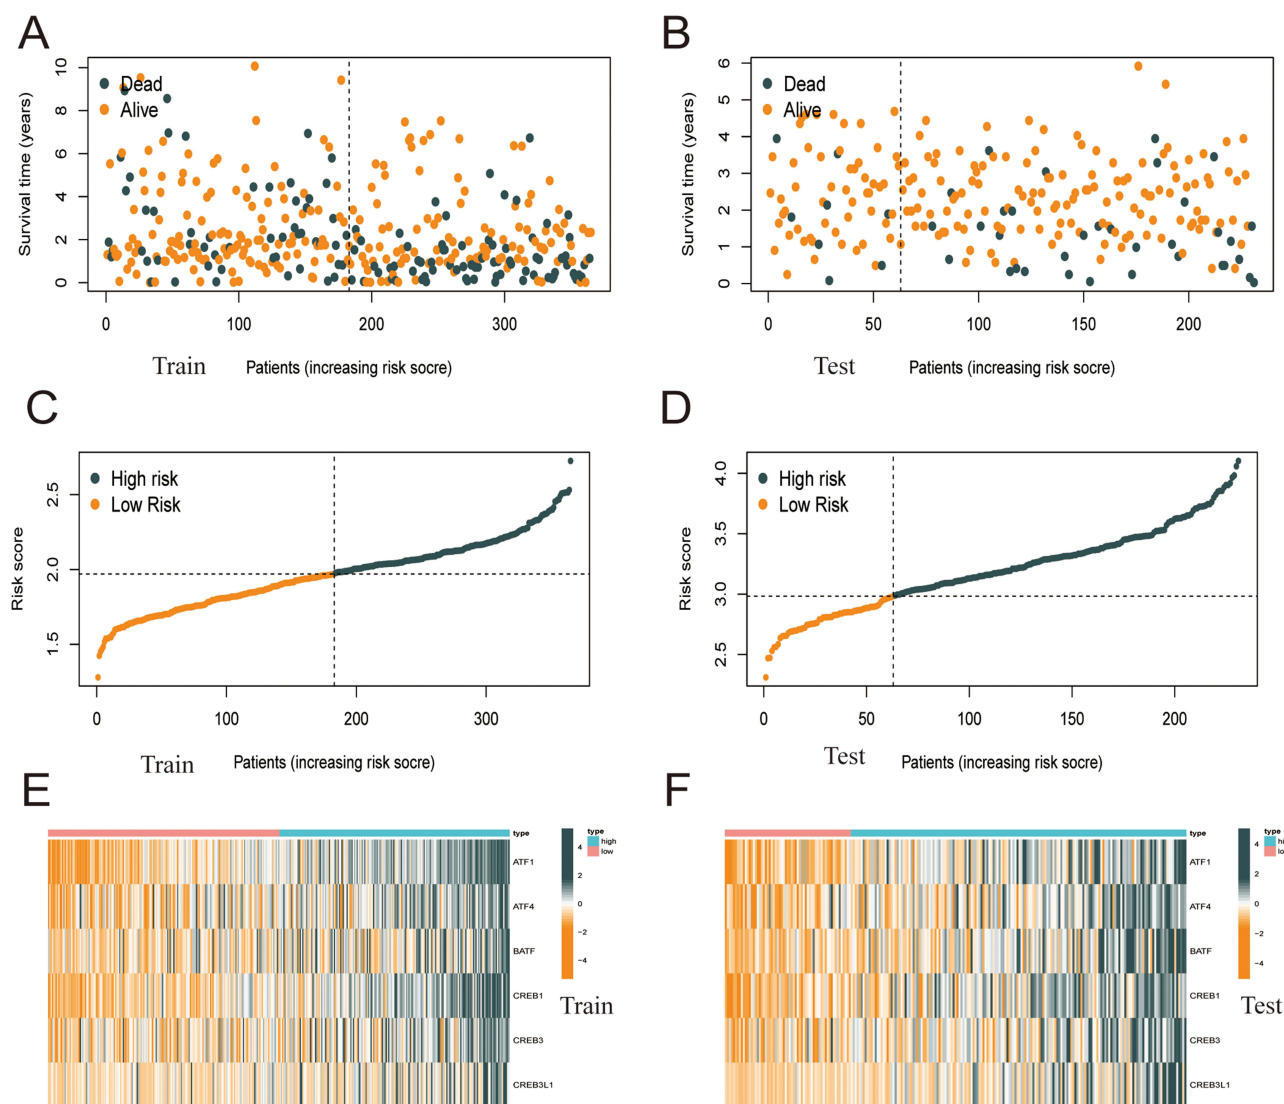 A
B
Survival time (years)
10
8
6
4
2
0
Dead
Alive
0
100
200
300
Train
Patients (increasing risk socre)
Survival time (years)
6
5
4
3
2
1
0
Dead
Alive
0
50
100
150
200
Test
Patients (increasing risk socre)
C
D
Risk score
2.5
2.0
1.5
High risk
Low Risk
0
100
200
300
Train
Patients (increasing risk socre)
Risk score
4.0
3.5
3.0
2.5
High risk
Low Risk
0
50
100
150
200
Test
Patients (increasing risk socre)
E
F
type
ATF1
ATF4
BATF
CREB1
CREB3
CREB3L1
4
2
0
−2
−4
type
high
low
Train
type
ATF1
ATF4
BATF
CREB1
CREB3
CREB3L1
4
2
0
−2
−4
type
hi
lo
Test